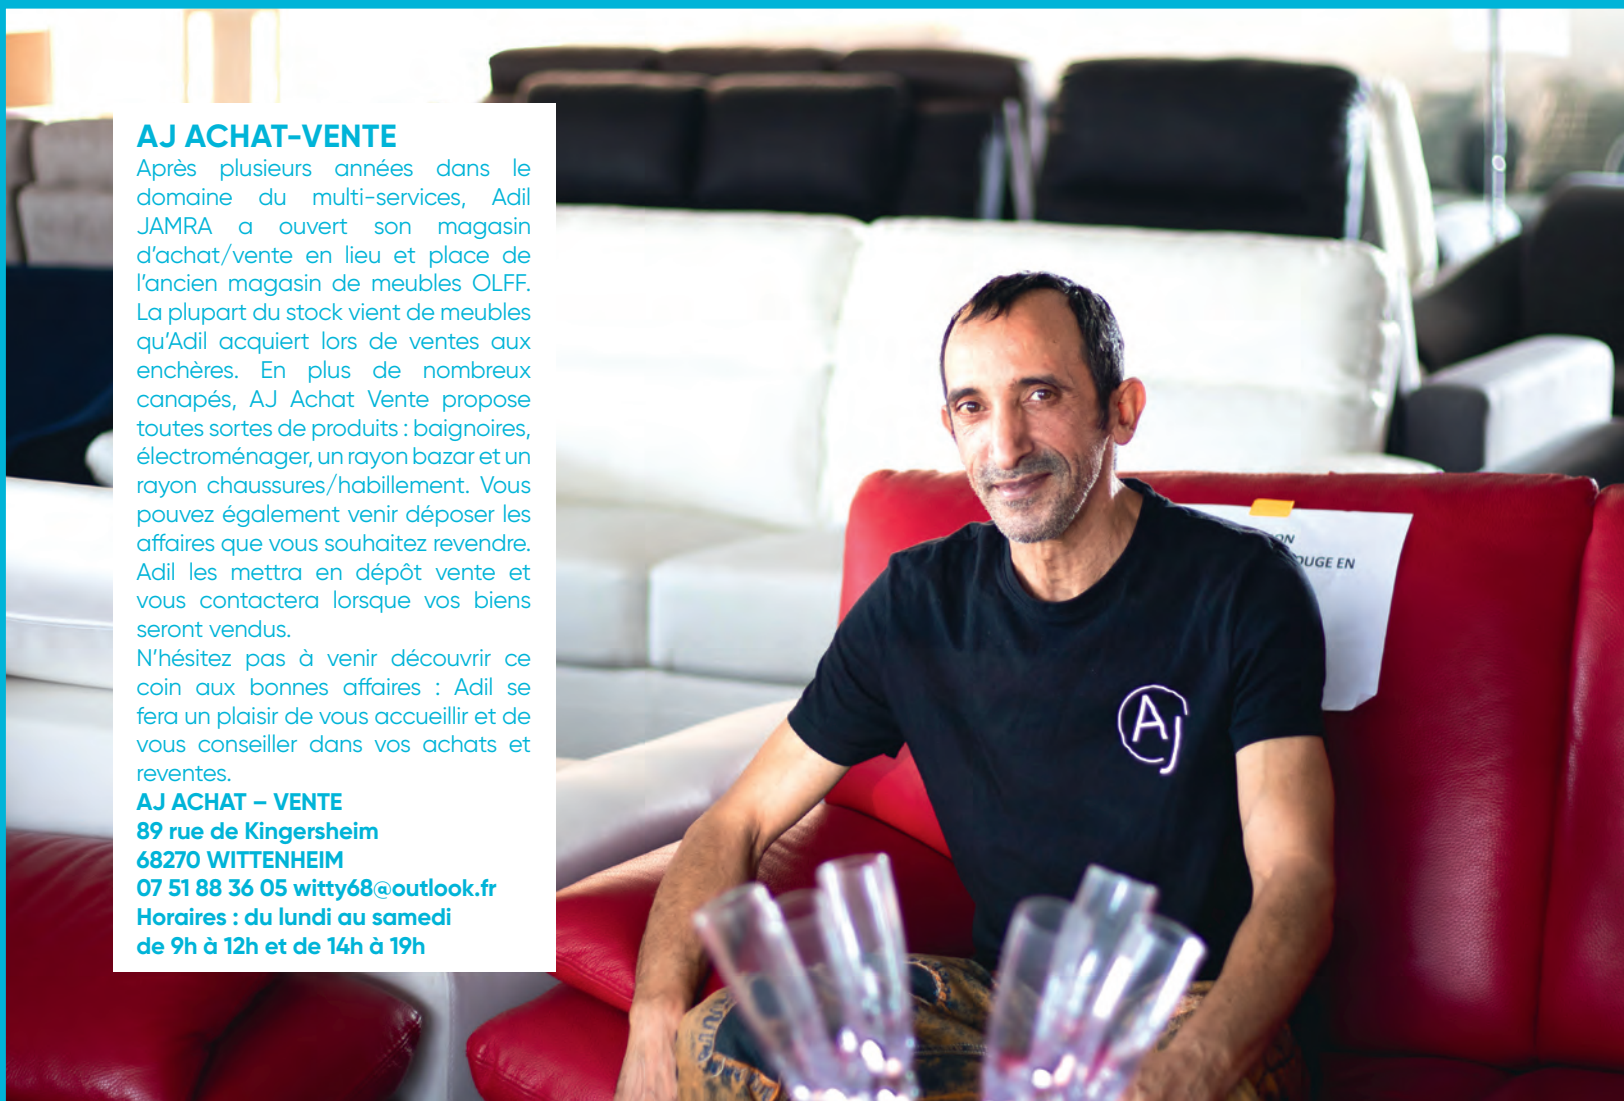 AJ ACHAT-VENTE
Après plusieurs années dans le
domaine du multi-services, Adil
JAMRA a ouvert son magasin
d'achat/vente en lieu et place de
l'ancien magasin de meubles OLFF.
La plupart du stock vient de meubles
qu'Adil acquiert lors de ventes aux
enchères. En plus de nombreux
canapés, AJ Achat Vente propose
toutes sortes de produits : baignoires,
électroménager, un rayon bazar et un
rayon chaussures/habillement. Vous
pouvez également venir déposer les
affaires que vous souhaitez revendre.
Adil les mettra en dépôt vente et
vous contactera lorsque vos biens
seront vendus.
N'hésitez pas à venir découvrir ce
coin aux bonnes affaires : Adil se
fera un plaisir de vous accueillir et de
vous conseiller dans vos achats et
reventes.
AJ ACHAT – VENTE
89 rue de Kingersheim
68270 WITTENHEIM
07 51 88 36 05 witty68@outlook.fr
Horaires : du lundi au samedi
de 9h à 12h et de 14h à 19h
EN
AJ